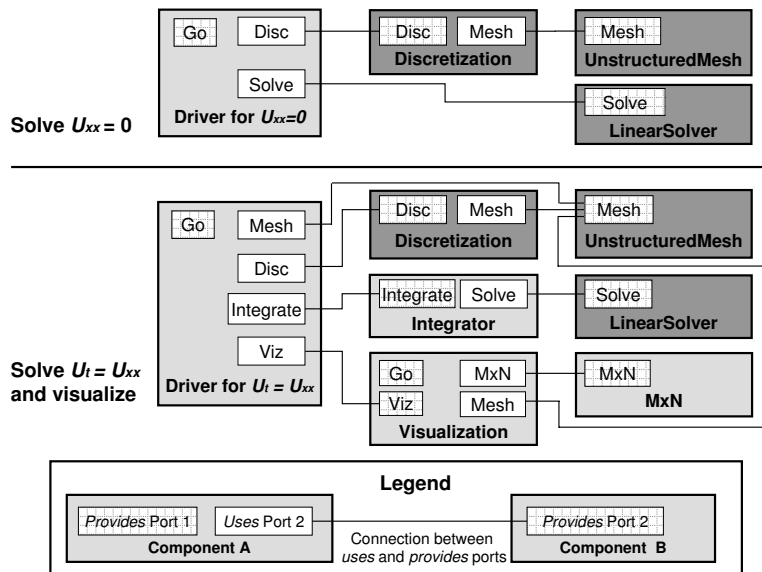 Go Disc Disc Mesh Mesh
Discretization UnstructuredMesh
Solve Solve
Driver for Uxx=0
Solve Uxx = 0
LinearSolver
Go Mesh Disc Mesh Mesh
Discretization UnstructuredMesh
Disc
Integrate Integrate Solve Solve
Integrator LinearSolver
Viz
Driver for Ut = Uxx
Solve Ut = Uxx
and visualize
Go MxN MxN
Viz Mesh MxN
Visualization
Legend
Provides Port 1 Uses Port 2 Provides Port 2
Component A
Connection between
uses and provides ports
Component B